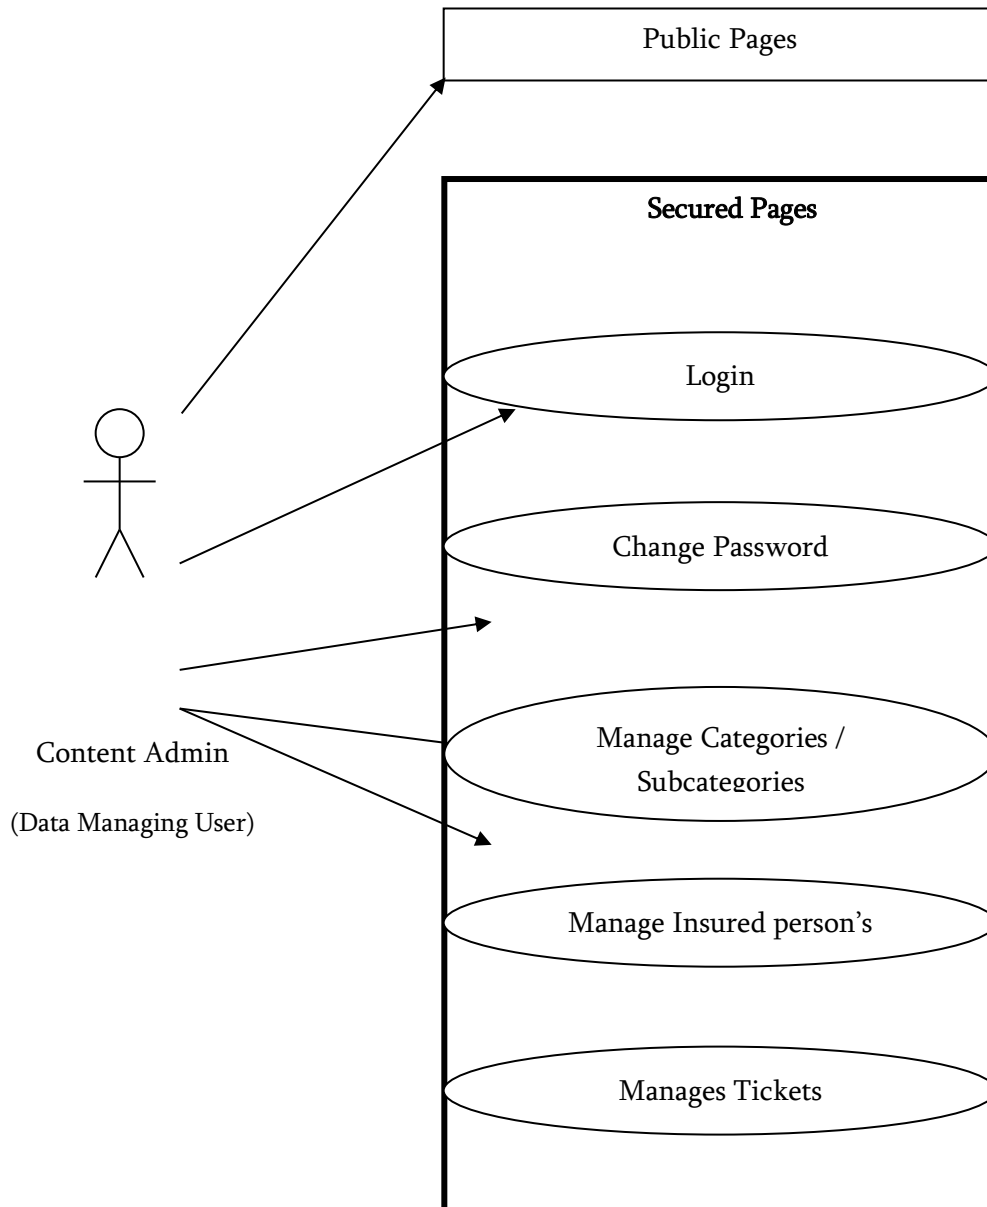 Public Pages
Secured Pages
Login
Change Password
Manage Categories /
Subcategories
Content Admin
(Data Managing User)
Manage Insured person’s
Manages Tickets